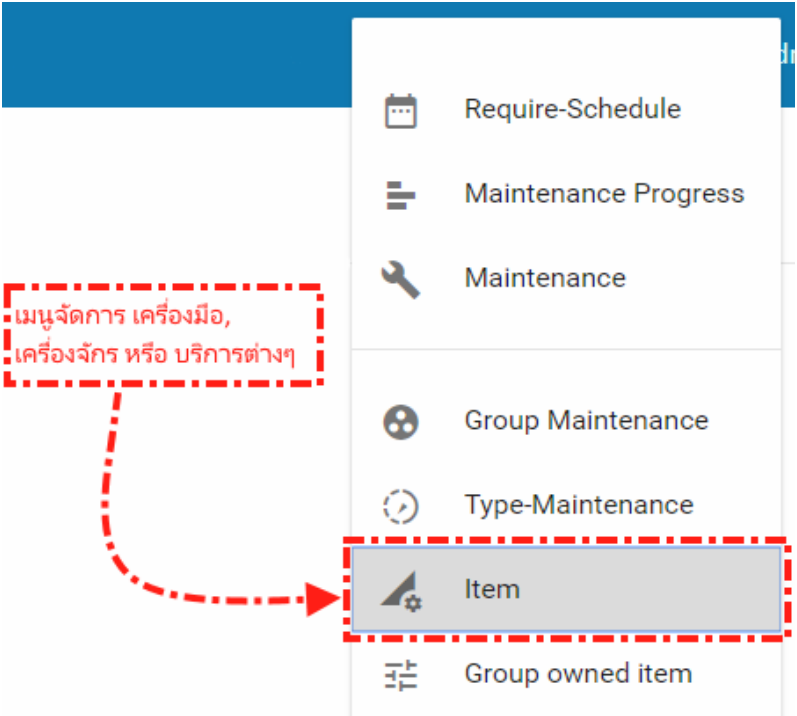 Require-Schedule
Maintenance Progress
Maintenance
เมนูจัดการ เครื่องมือ,
เครื่องจักร หรือ บริการต่างๆ
Group Maintenance
Type-Maintenance
Item
Group owned item